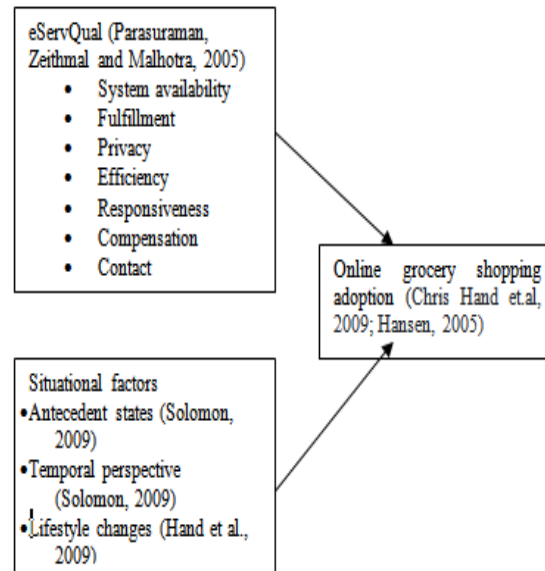 eServQual (Parasuraman,
Zeithmal and Malhotra, 2005)
• System availability
• Fulfillment
• Privacy
• Efficiency
• Responsiveness
• Compensation
• Contact
Online grocery shopping
adoption (Chris Hand et.al,
2009; Hansen, 2005)
Situational factors
•Antecedent states (Solomon,
2009)
•Temporal perspective
(Solomon, 2009)
•Lifestyle changes (Hand et al.,
2009)